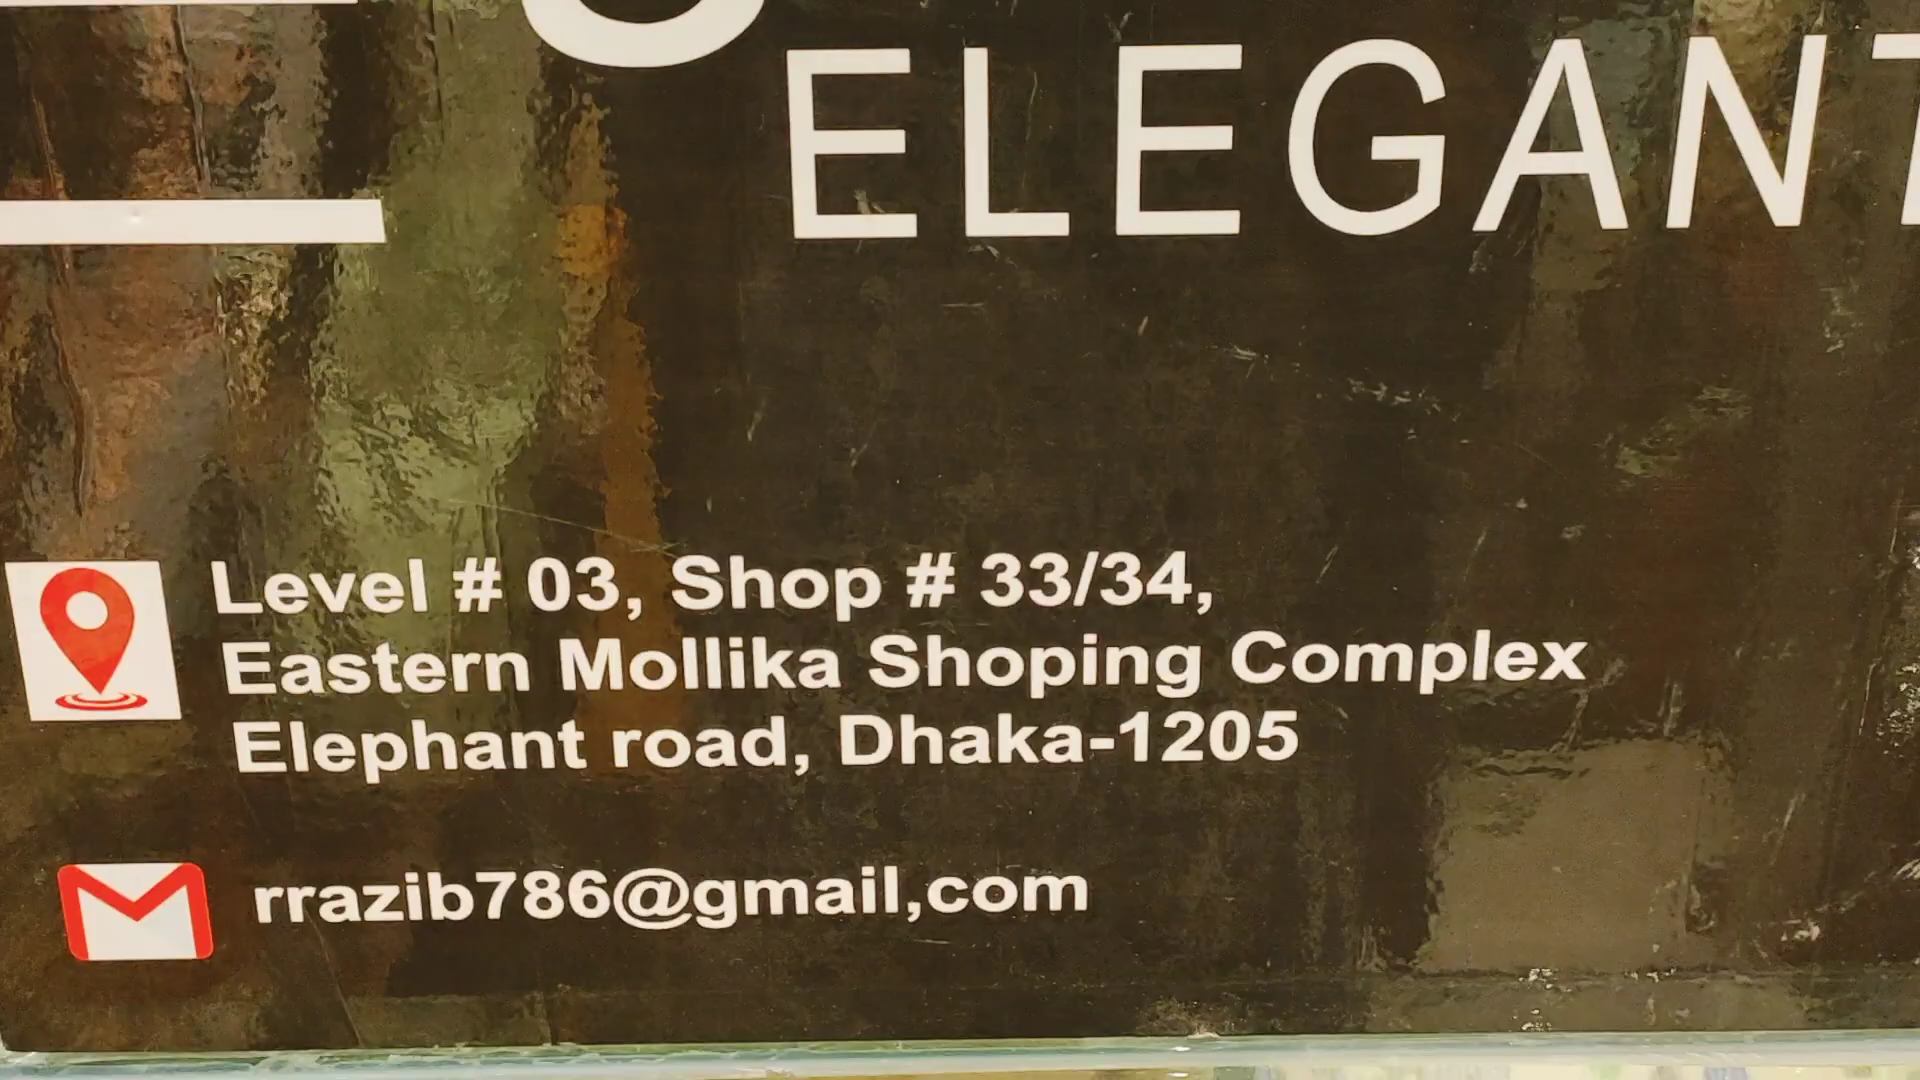 ELEGANT
Level # 03, Shop # 33/34,
Eastern Mollika Shoping Complex
Elephant road, Dhaka-1205
rrazib786@gmail,com